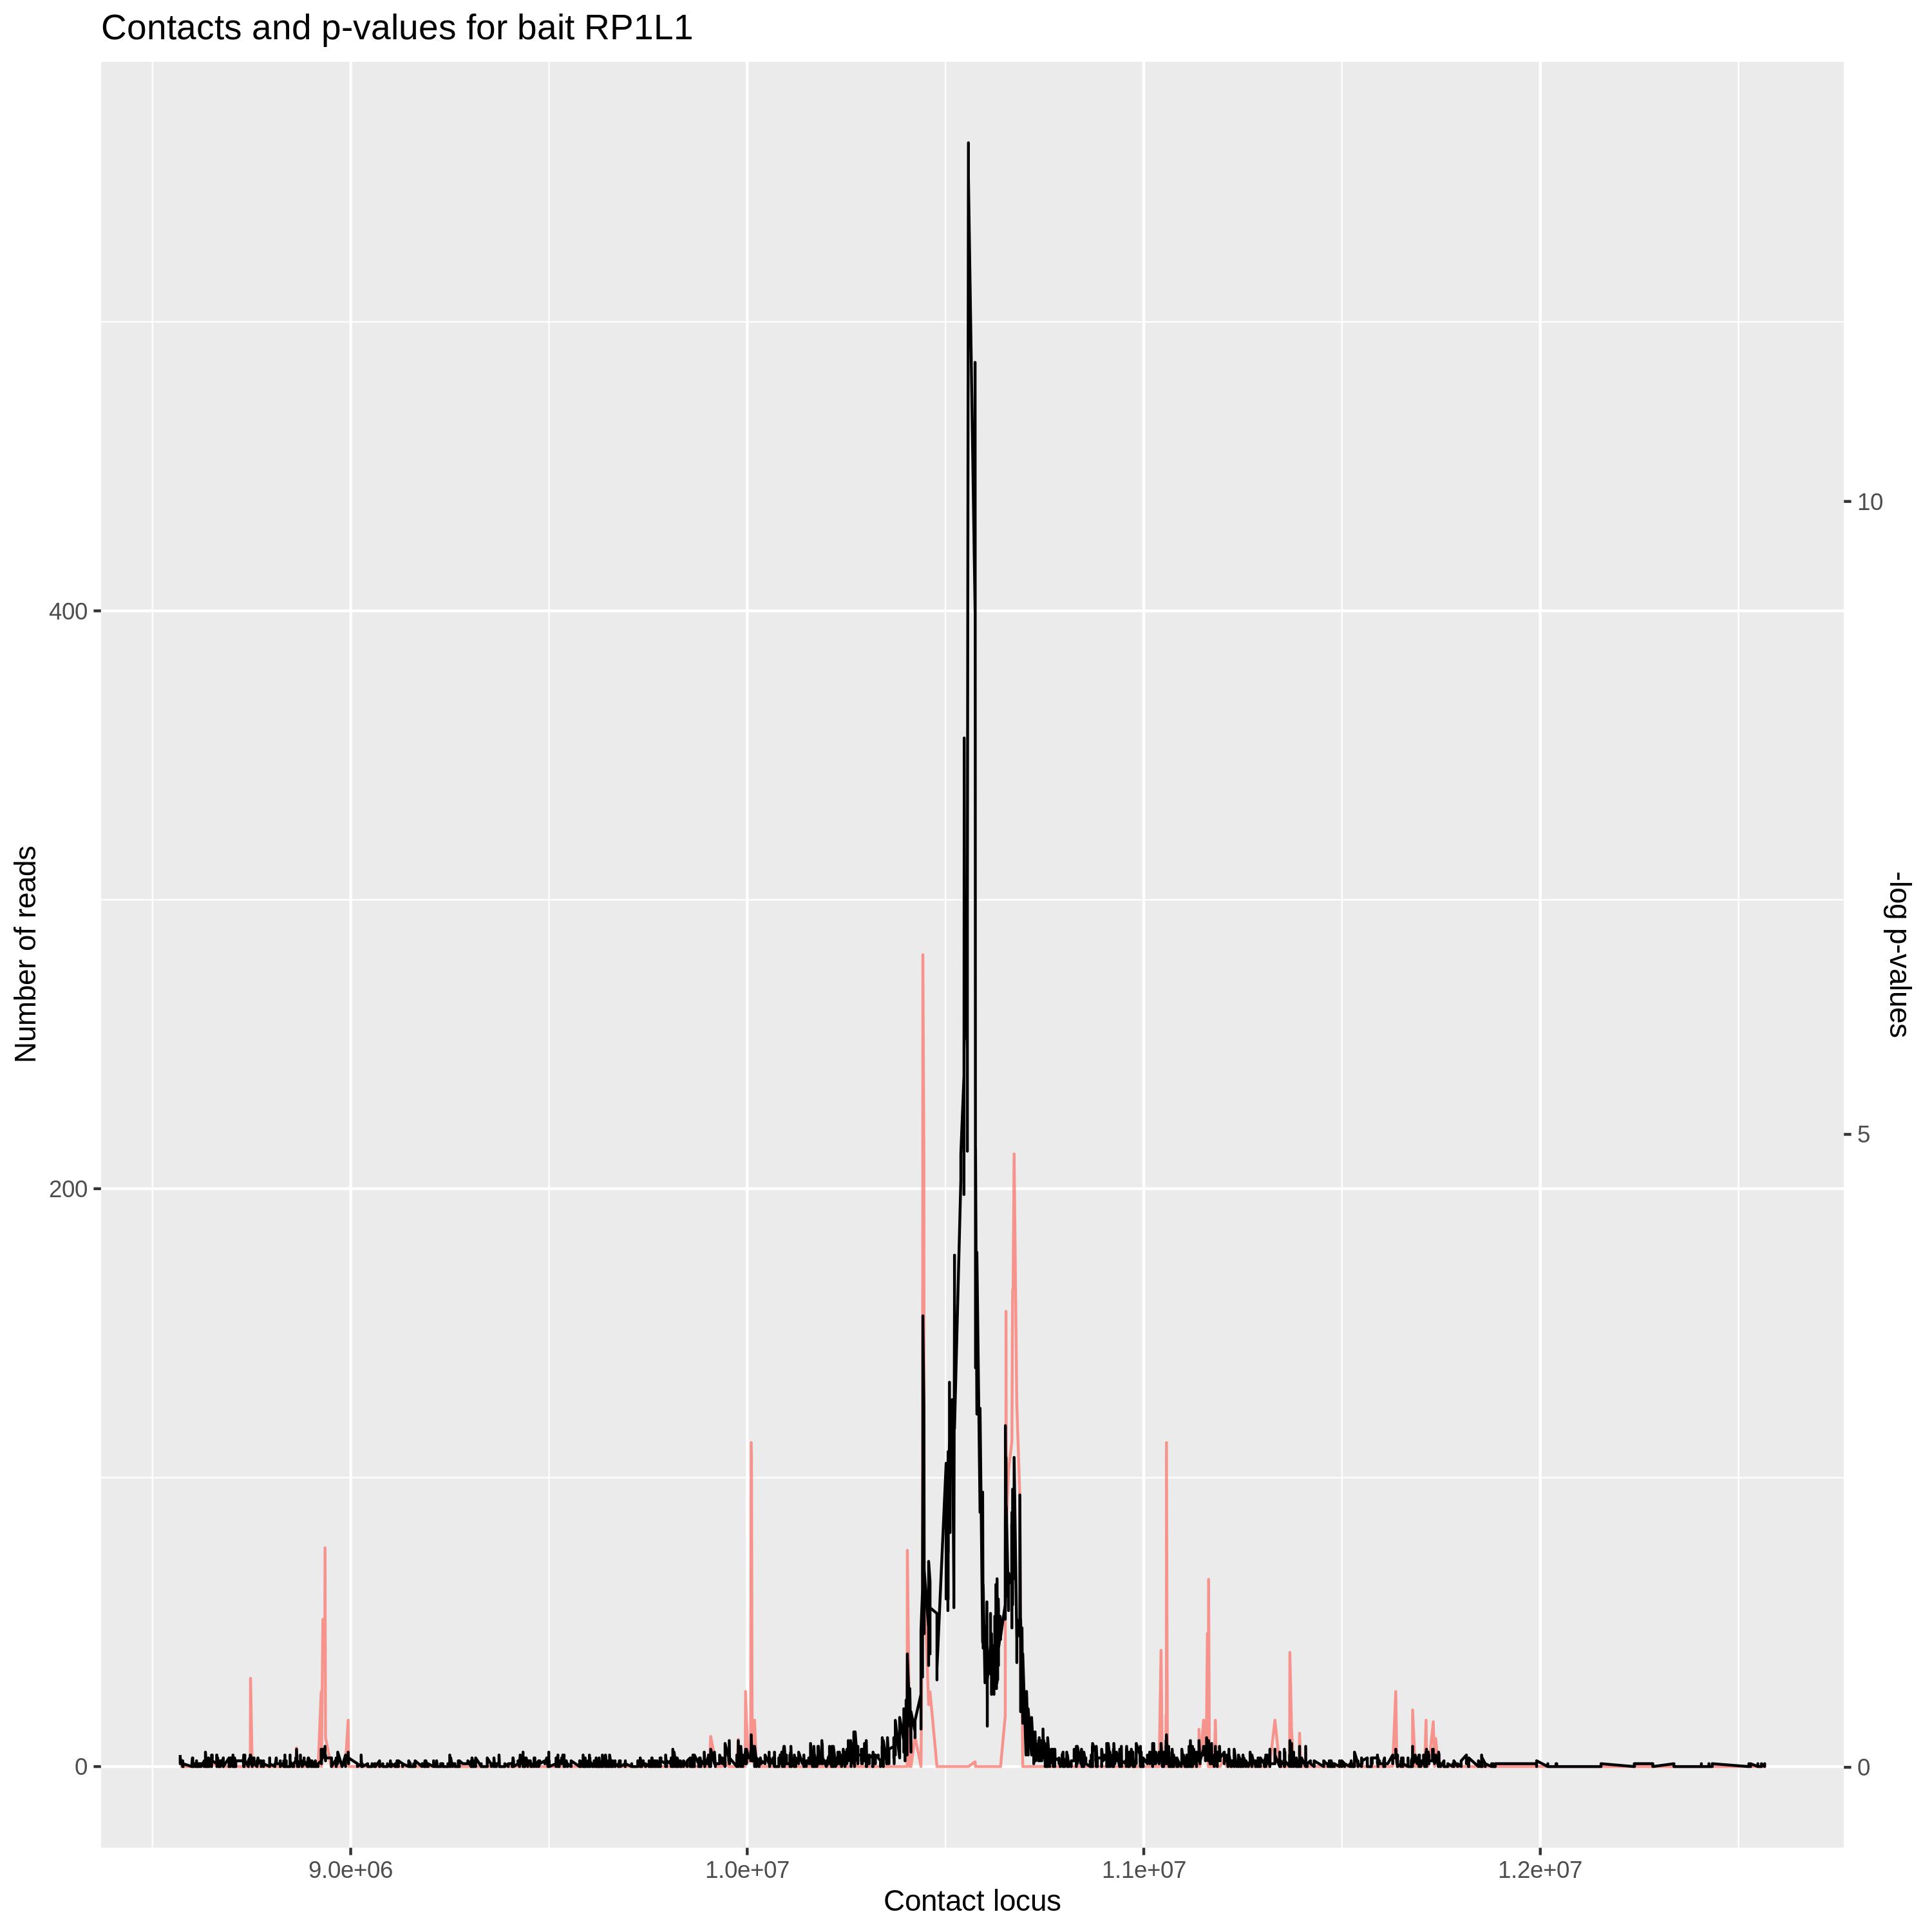 Contacts and p-values for bait RP1L1
Number of reads
400
200
0
10
5
0
-log p-values
9.0e+06
1.0e+07
1.1e+07
1.2e+07
Contact locus